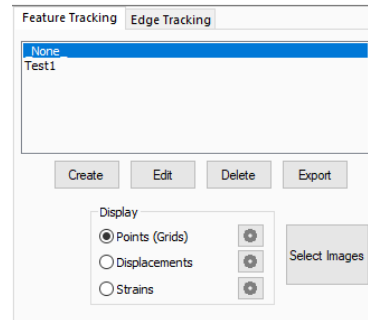 Feature Tracking Edge Tracking
_None_
Test1
Create Edit Delete Export
Display
Points (Grids)
Displacements
Strains
Select Images